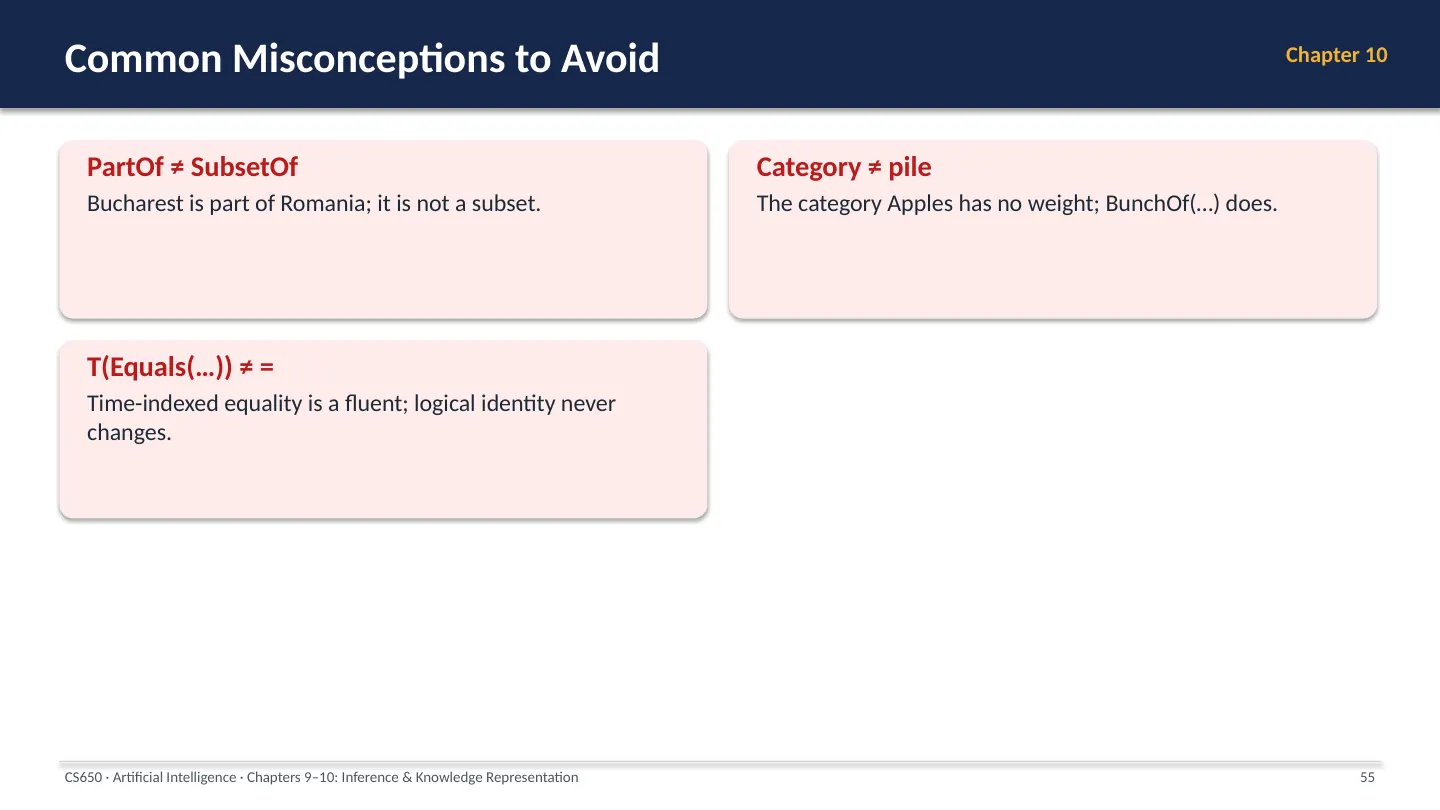 Common Misconceptions to Avoid
Chapter 10
PartOf ≠ SubsetOf
Bucharest is part of Romania; it is not a subset.
Category ≠ pile
The category Apples has no weight; BunchOf(…) does.
T(Equals(…)) ≠ =
Time-indexed equality is a fluent; logical identity never
changes.
CS650 · Artificial Intelligence · Chapters 9–10: Inference & Knowledge Representation
55